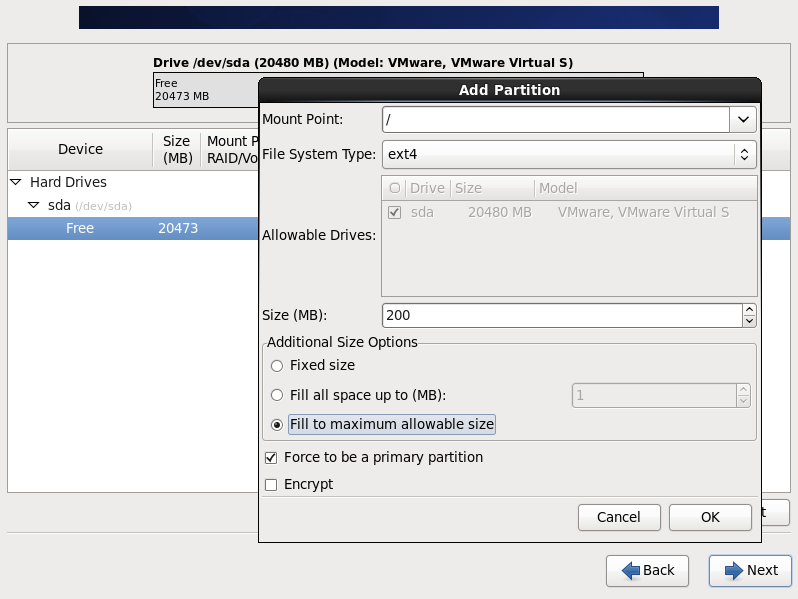 Drive /dev/sda (20480 MB) (Model: VMware, VMware Virtual S)
Free
20473 MB
Device
Size
(MB)
Mount P
RAID/Vo
Hard Drives
sda (/dev/sda)
Free 20473
Add Partition
Mount Point: /
File System Type: ext4
Allowable Drives:
Drive Size Model
sda 20480 MB VMware, VMware Virtual S
Size (MB): 200
Additional Size Options
Fixed size
Fill all space up to (MB): 1
Fill to maximum allowable size
Force to be a primary partition
Encrypt
Cancel OK
t
Back Next